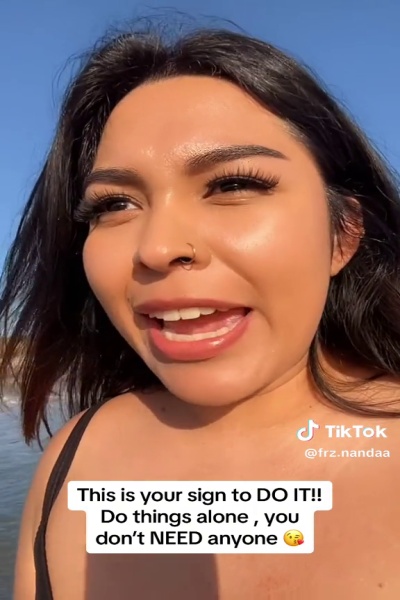 TikTok
@frz.nandaa
This is your sign to DO IT!!
Do things alone , you
don't NEED anyone 😘